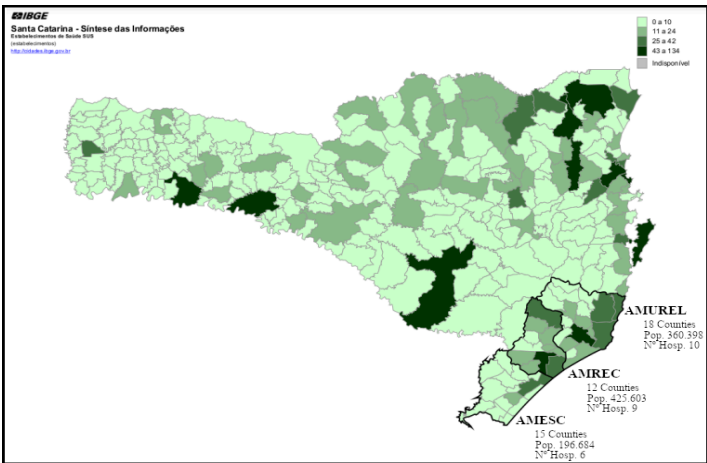 IBGE
Santa Catarina - Síntese das Informações
Estabelecimentos de Saúde SUS
(estabelecimentos)
http://cidades.ibge.gov.br
0 a 10
11 a 24
25 a 42
43 a 134
Indisponível
AMUREL
18 Counties
Pop. 360.398
Nº Hosp. 10
AMREC
12 Counties
Pop. 425.603
Nº Hosp. 9
AMESC
15 Counties
Pop. 196.684
Nº Hosp. 6